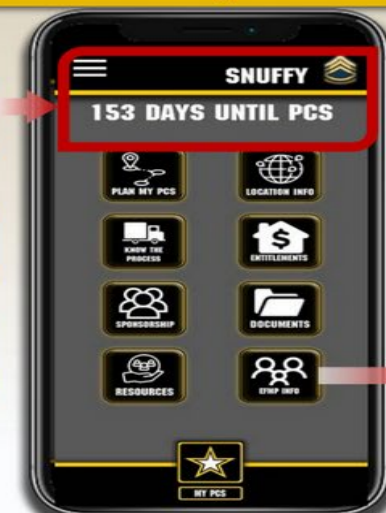 SNUFFY
153 DAYS UNTIL PCS
PLAN MY PCS
LOCATION INFO
KNOW THE
PROCESS
ENTITLEMENTS
SPONSORSHIP
DOCUMENTS
RESOURCES
EFMP INFO
MY PCS